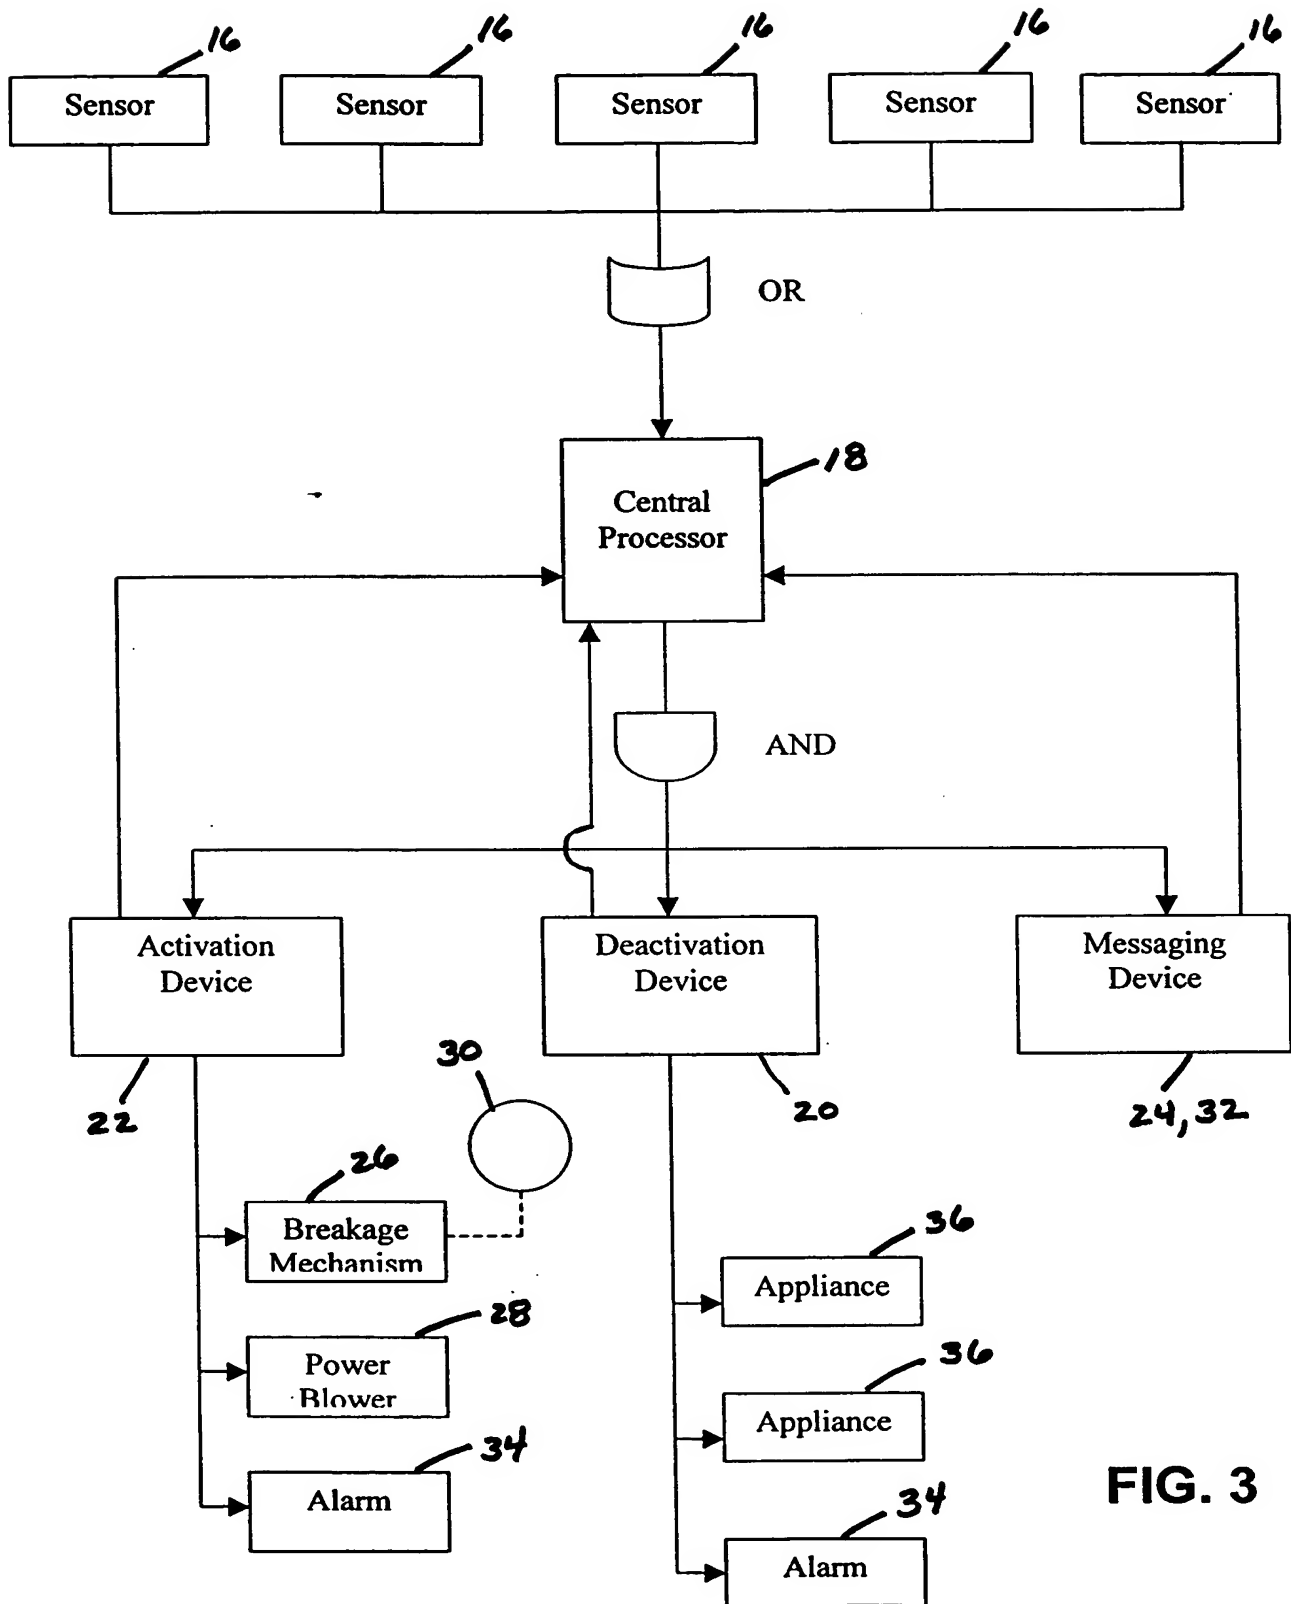 16 16 16 16 16
Sensor Sensor Sensor Sensor Sensor
OR
18
Central
Processor
AND
Activation
Device
Deactivation
Device
Messaging
Device
22
30
20
24, 32
26
Breakage
Mechanism
36
Appliance
28
Power
Blower
36
Appliance
34
Alarm
FIG. 3
34
Alarm